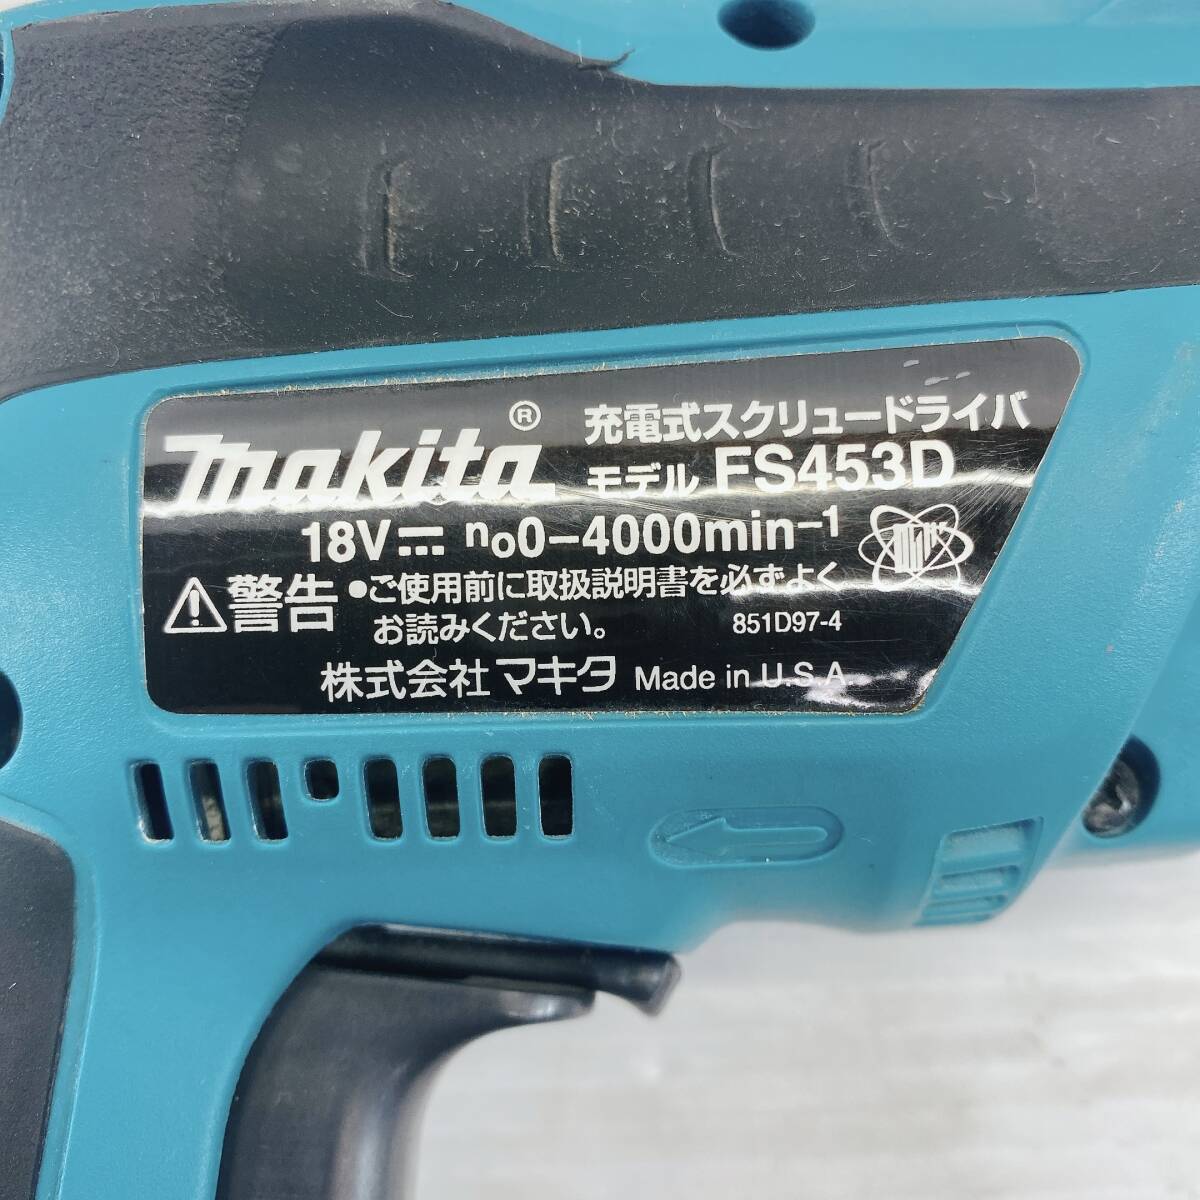 makita® 充電式スクリュードライバ
モデル FS453D
18V⎓ n₀0-4000min⁻¹
⚠警告 •ご使用前に取扱説明書を必ずよく
お読みください。 851D97-4
株式会社マキタ Made in U.S.A